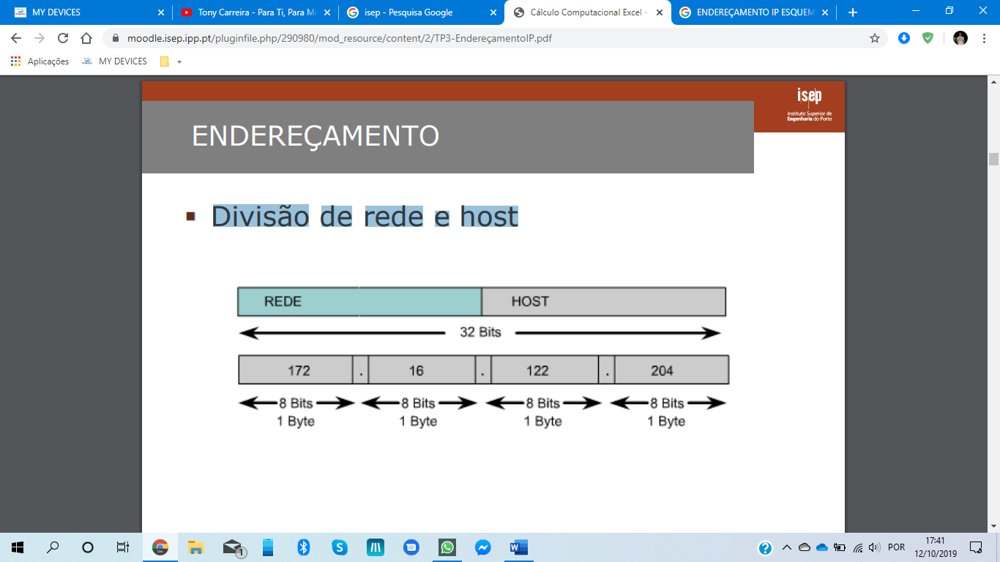 MY DEVICES
Tony Carreira - Para Ti, Para Mi
isep - Pesquisa Google
Cálculo Computacional Excel -
ENDEREÇAMENTO IP ESQUEM
moodle.isep.ipp.pt/pluginfile.php/290980/mod_resource/content/2/TP3-EndereçamentoIP.pdf
Aplicações
MY DEVICES
+
isep
Instituto Superior de
Engenharia do Porto
ENDEREÇAMENTO
Divisão de rede e host
REDE HOST
32 Bits
172 . 16 . 122 . 204
8 Bits 8 Bits 8 Bits 8 Bits
1 Byte 1 Byte 1 Byte 1 Byte
1
POR
17:41
12/10/2019